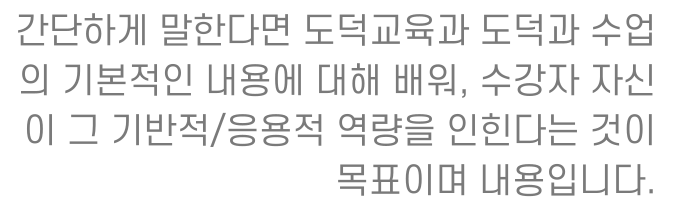 간단하게 말한다면 도덕교육과 도덕과 수업
의 기본적인 내용에 대해 배워, 수강자 자신
이 그 기반적/응용적 역량을 인힌다는 것이
목표이며 내용입니다.